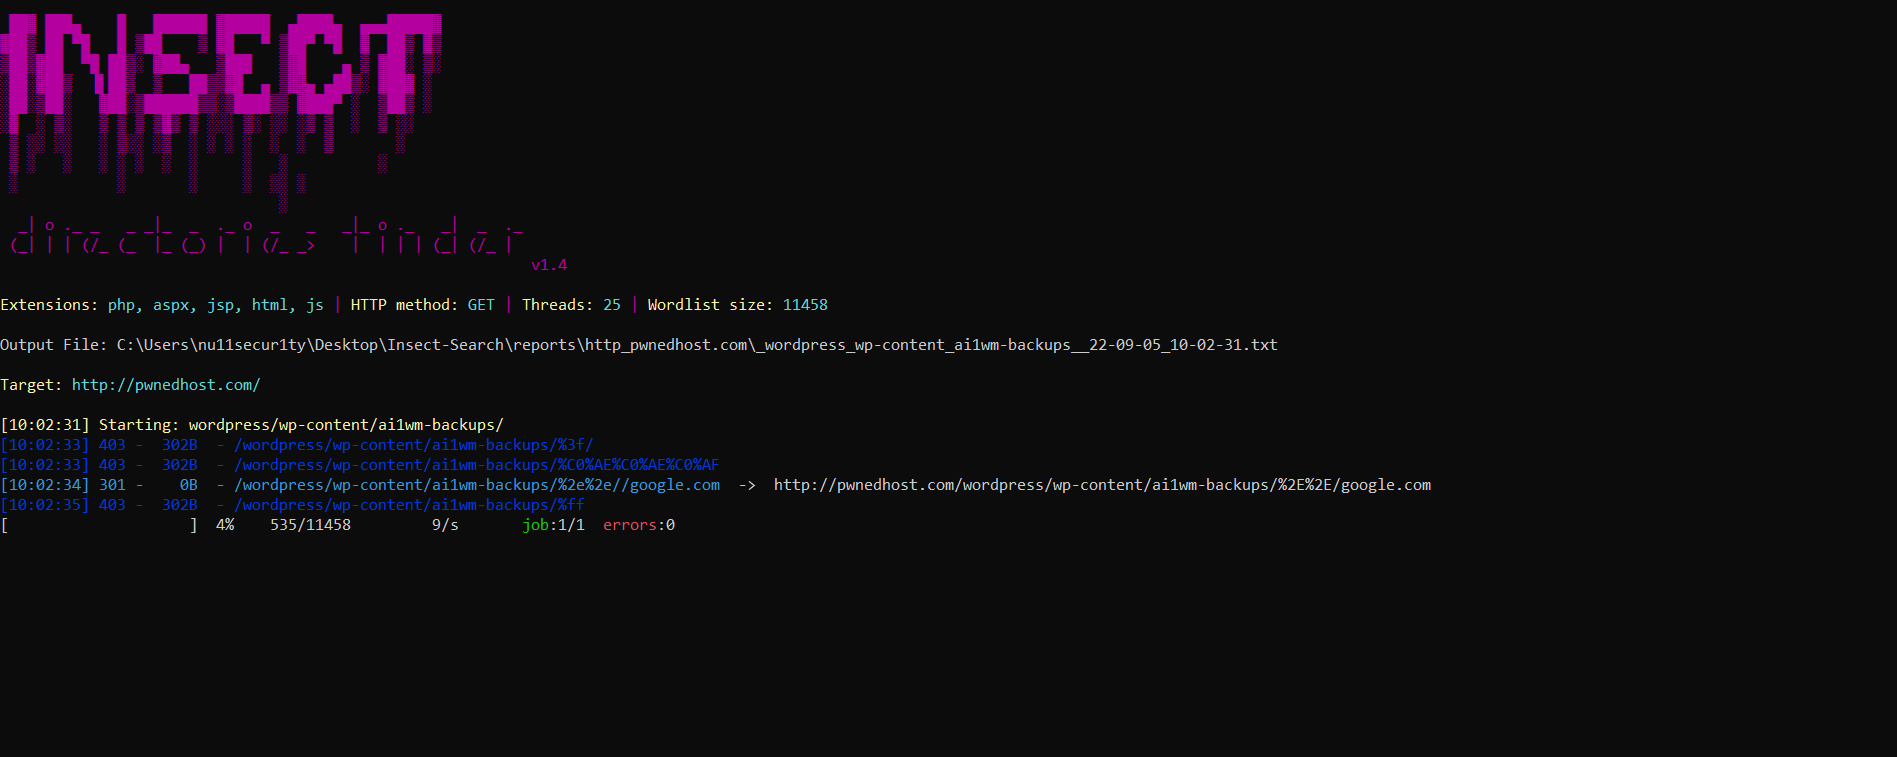 INSECT
directories finder
v1.4
Extensions: php, aspx, jsp, html, js | HTTP method: GET | Threads: 25 | Wordlist size: 11458
Output File: C:\Users\nu11secur1ty\Desktop\Insect-Search\reports\http_pwnedhost.com\_wordpress_wp-content_ai1wm-backups__22-09-05_10-02-31.txt
Target: http://pwnedhost.com/
[10:02:31] Starting: wordpress/wp-content/ai1wm-backups/
[10:02:33] 403 -  302B  - /wordpress/wp-content/ai1wm-backups/%3f/
[10:02:33] 403 -  302B  - /wordpress/wp-content/ai1wm-backups/%C0%AE%C0%AE%C0%AF
[10:02:34] 301 -    0B  - /wordpress/wp-content/ai1wm-backups/%2e%2e//google.com  ->  http://pwnedhost.com/wordpress/wp-content/ai1wm-backups/%2E%2E/google.com
[10:02:35] 403 -  302B  - /wordpress/wp-content/ai1wm-backups/%ff
[                    ]  4%    535/11458         9/s       job:1/1  errors:0